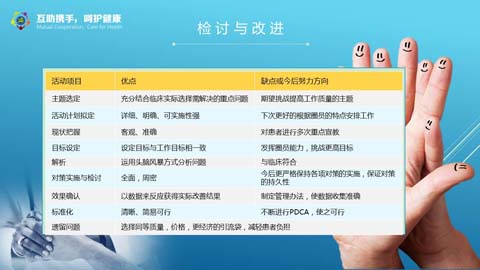 互助携手，呵护健康
Mutual Cooperation, Care for Health
检讨与改进
活动项目 优点 缺点或今后努力方向
主题选定 充分结合临床实际选择需解决的重点问题 期望挑战提高工作质量的主题
活动计划拟定 详细、明确、可实施性强 下次更好的根据圈员的特点安排工作
现状把握 客观、准确 对患者进行多次重点宣教
目标设定 设定目标与工作目标相一致 发挥圈员能力，挑战更高目标
解析 运用头脑风暴方式分析问题 与临床符合
对策实施与检讨 全面，周密 今后更严格保持各项对策的实施，保证对策
的持久性
效果确认 以数据来反应获得实际改善结果 制定管理办法，使数据收集准确
标准化 清晰、简易可行 不断进行PDCA，使之可行
遗留问题 选择同等质量，价格，更经济的引流袋，减轻患者负担